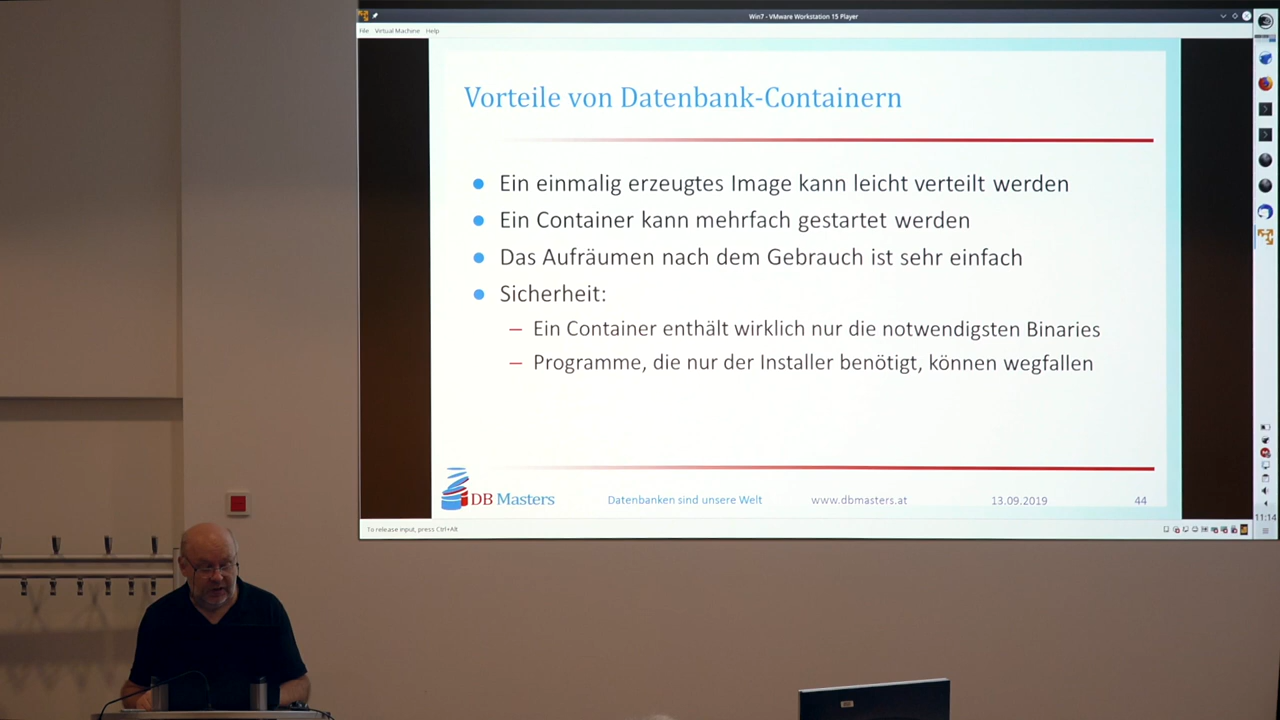 Win7 - VMware Workstation 15 Player
File Virtual Machine Help
Vorteile von Datenbank-Containern
Ein einmalig erzeugtes Image kann leicht verteilt werden
Ein Container kann mehrfach gestartet werden
Das Aufräumen nach dem Gebrauch ist sehr einfach
Sicherheit:
– Ein Container enthält wirklich nur die notwendigsten Binaries
– Programme, die nur der Installer benötigt, können wegfallen
DB Masters Datenbanken sind unsere Welt www.dbmasters.at 13.09.2019 44
11:14
To release input, press Ctrl+Alt